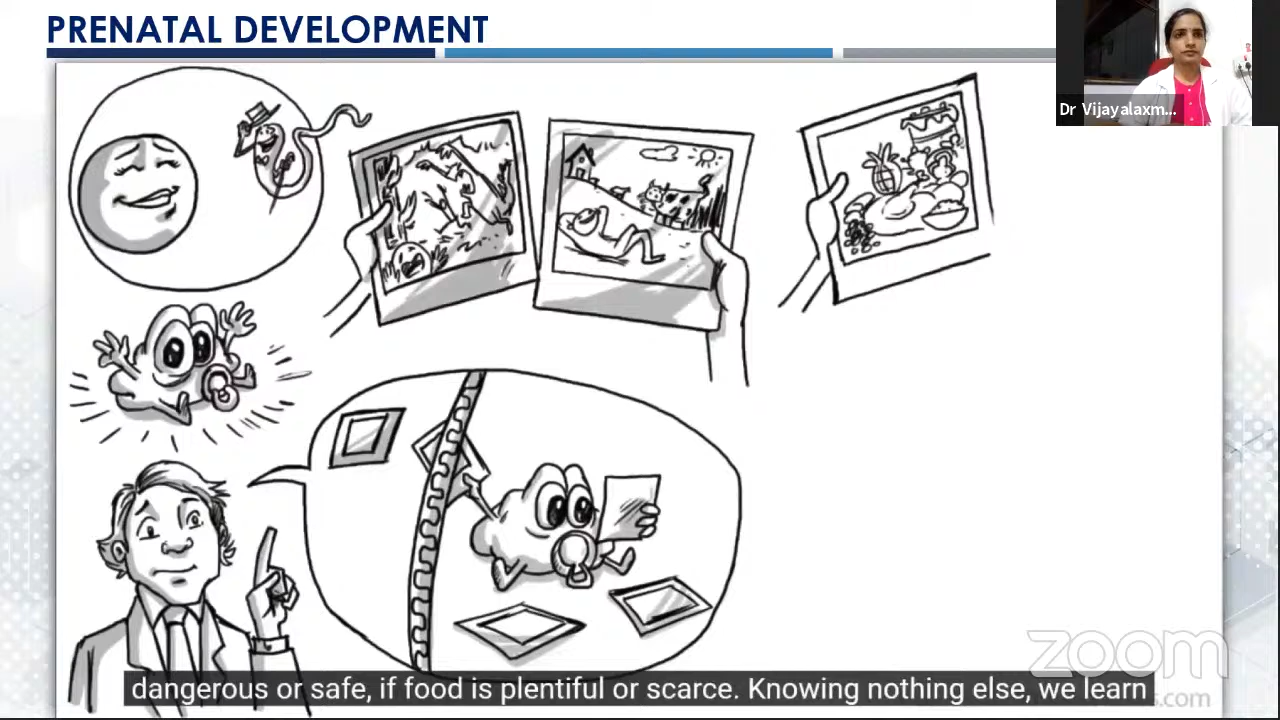 PRENATAL DEVELOPMENT
Dr Vijayalaxm...
zoom
dangerous or safe, if food is plentiful or scarce. Knowing nothing else, we learn
.com